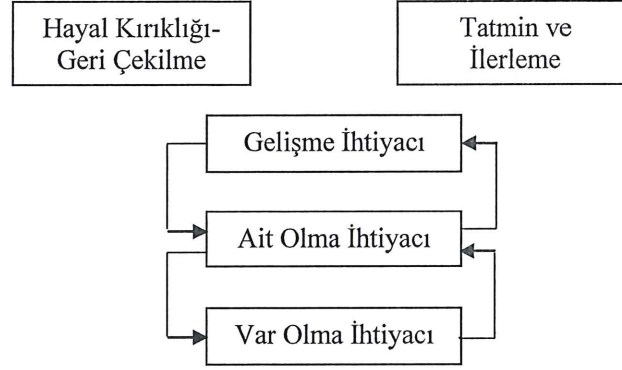 Hayal Kırıklığı-
Geri Çekilme
Tatmin ve
İlerleme
Gelişme İhtiyacı
Ait Olma İhtiyacı
Var Olma İhtiyacı